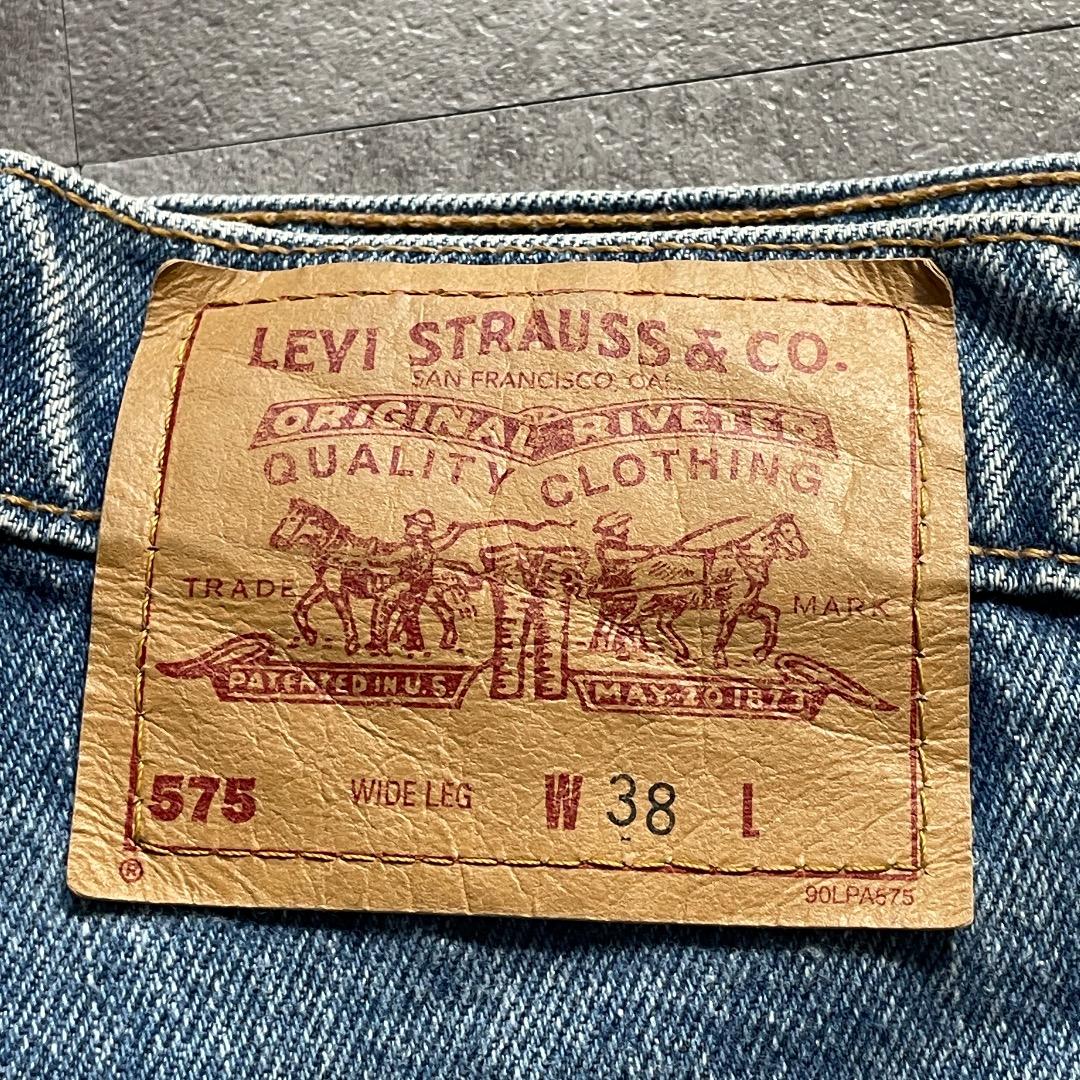 LEVI STRAUSS & CO.
SAN FRANCISCO, CAL.
ORIGINAL RIVETED
QUALITY CLOTHING
TRADE MARK
PATENTED IN U.S. MAY 20 1873
575 WIDE LEG W 38 L
®
90LPA575